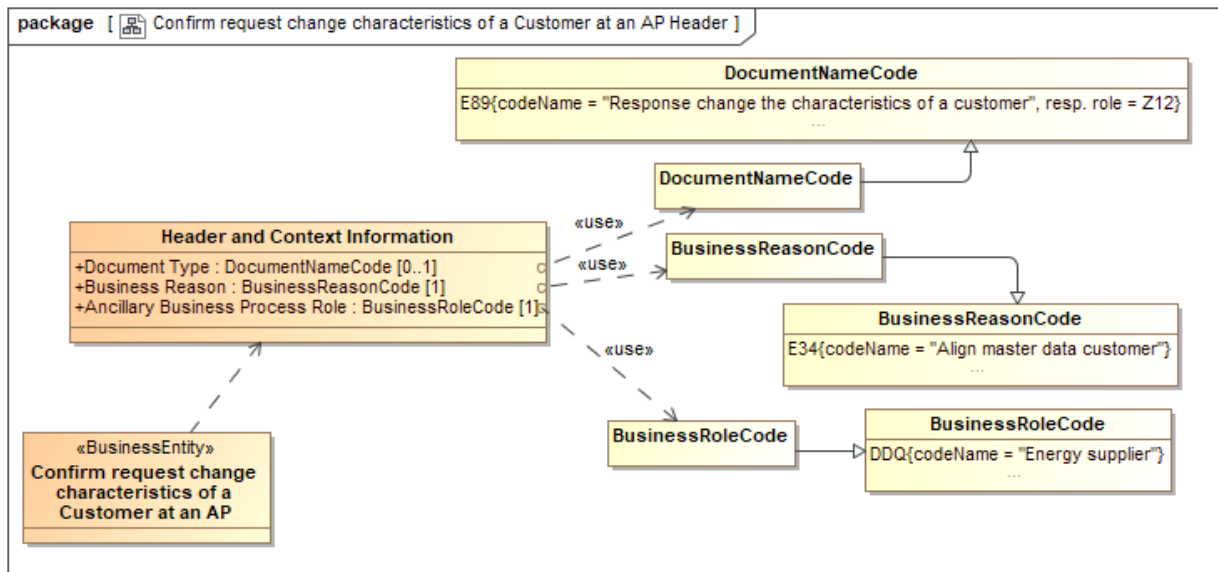 package [ Confirm request change characteristics of a Customer at an AP Header ]
DocumentNameCode
E89{codeName = "Response change the characteristics of a customer", resp. role = Z12}
...
DocumentNameCode
«use»
Header and Context Information
+Document Type : DocumentNameCode [0..1]
+Business Reason : BusinessReasonCode [1]
+Ancillary Business Process Role : BusinessRoleCode [1]
«use»
BusinessReasonCode
BusinessReasonCode
E34{codeName = "Align master data customer"}
...
«use»
BusinessRoleCode
BusinessRoleCode
DDQ{codeName = "Energy supplier"}
...
«BusinessEntity»
Confirm request change
characteristics of a
Customer at an AP